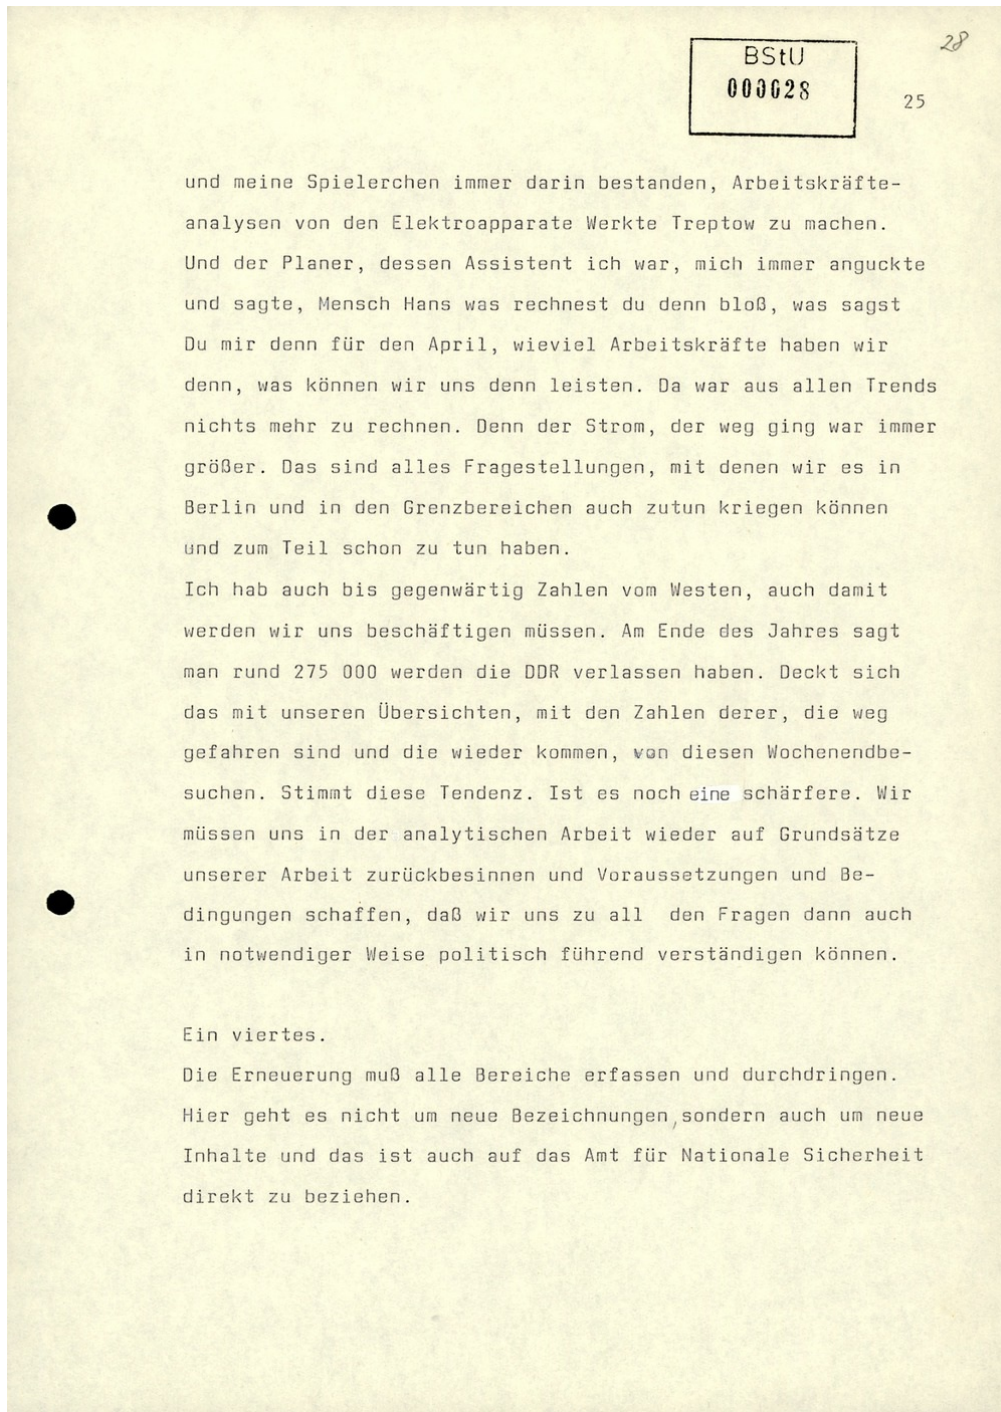 28
BStU
000028
25
und meine Spielerchen immer darin bestanden, Arbeitskräfte-
analysen von den Elektroapparate Werkte Treptow zu machen.
Und der Planer, dessen Assistent ich war, mich immer anguckte
und sagte, Mensch Hans was rechnest du denn bloß, was sagst
Du mir denn für den April, wieviel Arbeitskräfte haben wir
denn, was können wir uns denn leisten. Da war aus allen Trends
nichts mehr zu rechnen. Denn der Strom, der weg ging war immer
größer. Das sind alles Fragestellungen, mit denen wir es in
Berlin und in den Grenzbereichen auch zutun kriegen können
und zum Teil schon zu tun haben.
Ich hab auch bis gegenwärtig Zahlen vom Westen, auch damit
werden wir uns beschäftigen müssen. Am Ende des Jahres sagt
man rund 275 000 werden die DDR verlassen haben. Deckt sich
das mit unseren Übersichten, mit den Zahlen derer, die weg
gefahren sind und die wieder kommen, von diesen Wochenendbe-
suchen. Stimmt diese Tendenz. Ist es noch eine schärfere. Wir
müssen uns in der analytischen Arbeit wieder auf Grundsätze
unserer Arbeit zurückbesinnen und Voraussetzungen und Be-
dingungen schaffen, daß wir uns zu all den Fragen dann auch
in notwendiger Weise politisch führend verständigen können.
Ein viertes.
Die Erneuerung muß alle Bereiche erfassen und durchdringen.
Hier geht es nicht um neue Bezeichnungen, sondern auch um neue
Inhalte und das ist auch auf das Amt für Nationale Sicherheit
direkt zu beziehen.